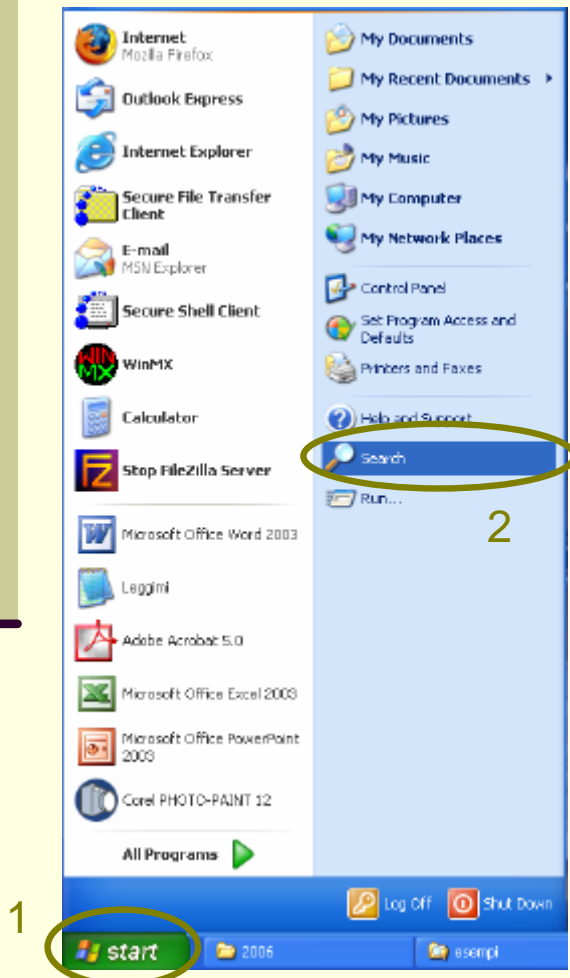 Internet
Mozilla Firefox
Outlook Express
Internet Explorer
Secure File Transfer
Client
E-mail
MSN Explorer
Secure Shell Client
WINMX
WinMX
Calculator
FZ
Stop FileZilla Server
W
Microsoft Office Word 2003
Leggimi
Adobe Acrobat 5.0
Microsoft Office Excel 2003
Microsoft Office PowerPoint
2003
Corel PHOTO-PAINT 12
All Programs
My Documents
My Recent Documents
My Pictures
My Music
My Computer
My Network Places
Control Panel
Set Program Access and
Defaults
Printers and Faxes
Help and Support
Search
Run...
2
Log Off
Shut Down
1
start
2006
esempi